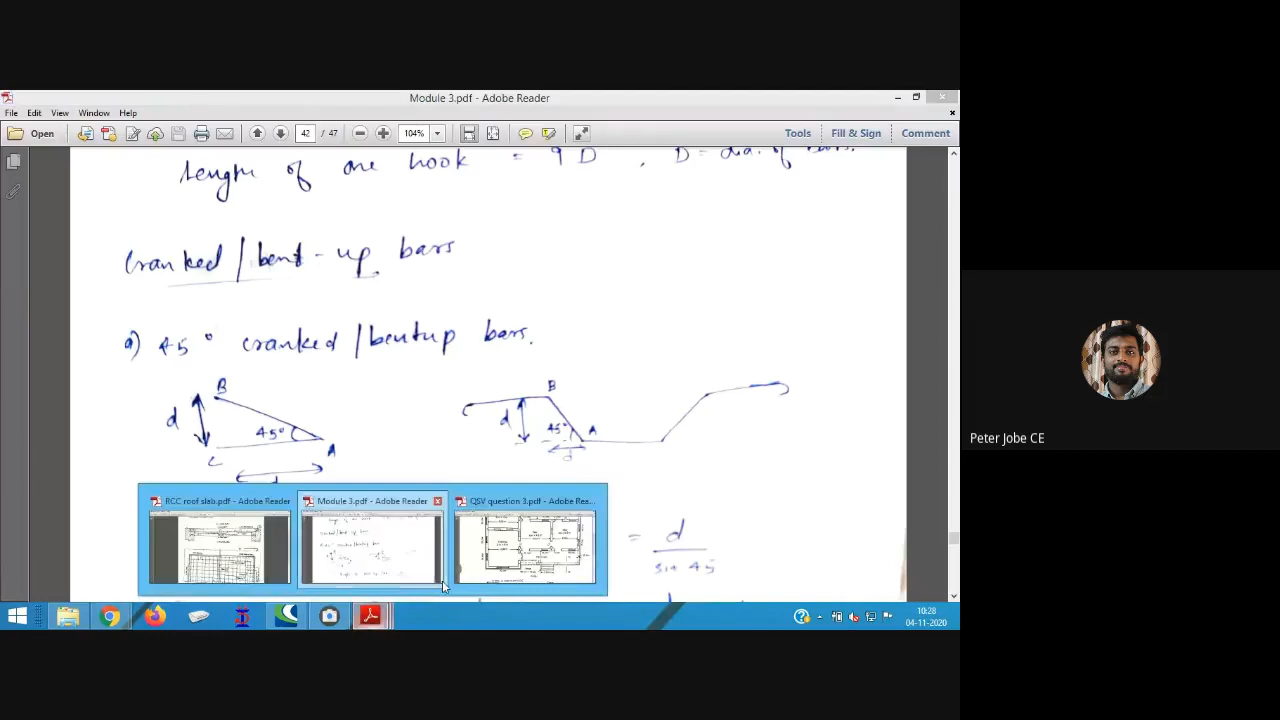 Module 3.pdf - Adobe Reader
File Edit View Window Help
Open 42 / 47 104% Tools Fill & Sign Comment
Length of one hook = 9 D , D = dia. of bars.
Cranked / bent-up bars
a) 45° cranked / bentup bars.
B
d
45°
C
A
d
B
d
45°
A
d
RCC roof slab.pdf - Adobe Reader
Module 3.pdf - Adobe Reader
QSV question 3.pdf - Adobe Rea...
= d
sin 45
Peter Jobe CE
10:28
04-11-2020